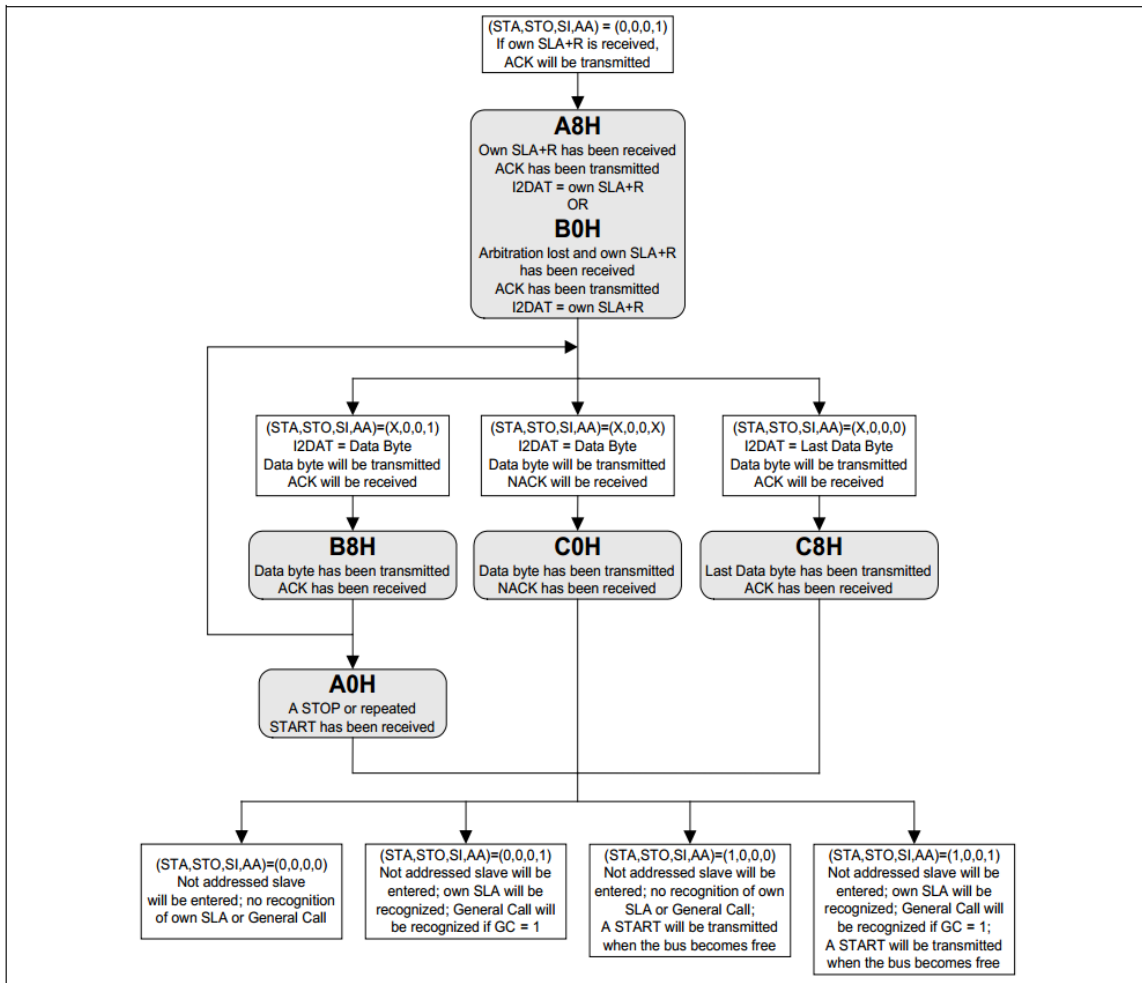 (STA,STO,SI,AA) = (0,0,0,1)
If own SLA+R is received,
ACK will be transmitted
A8H
Own SLA+R has been received
ACK has been transmitted
I2DAT = own SLA+R
OR
B0H
Arbitration lost and own SLA+R
has been received
ACK has been transmitted
I2DAT = own SLA+R
(STA,STO,SI,AA)=(X,0,0,1)
I2DAT = Data Byte
Data byte will be transmitted
ACK will be received
(STA,STO,SI,AA)=(X,0,0,X)
I2DAT = Data Byte
Data byte will be transmitted
NACK will be received
(STA,STO,SI,AA)=(X,0,0,0)
I2DAT = Last Data Byte
Data byte will be transmitted
ACK will be received
B8H
Data byte has been transmitted
ACK has been received
C0H
Data byte has been transmitted
NACK has been received
C8H
Last Data byte has been transmitted
ACK has been received
A0H
A STOP or repeated
START has been received
(STA,STO,SI,AA)=(0,0,0,0)
Not addressed slave
will be entered; no recognition
of own SLA or General Call
(STA,STO,SI,AA)=(0,0,0,1)
Not addressed slave will be
entered; own SLA will be
recognized; General Call will
be recognized if GC = 1
(STA,STO,SI,AA)=(1,0,0,0)
Not addressed slave will be
entered; no recognition of own
SLA or General Call;
A START will be transmitted
when the bus becomes free
(STA,STO,SI,AA)=(1,0,0,1)
Not addressed slave will be
entered; own SLA will be
recognized; General Call will
be recognized if GC = 1;
A START will be transmitted
when the bus becomes free